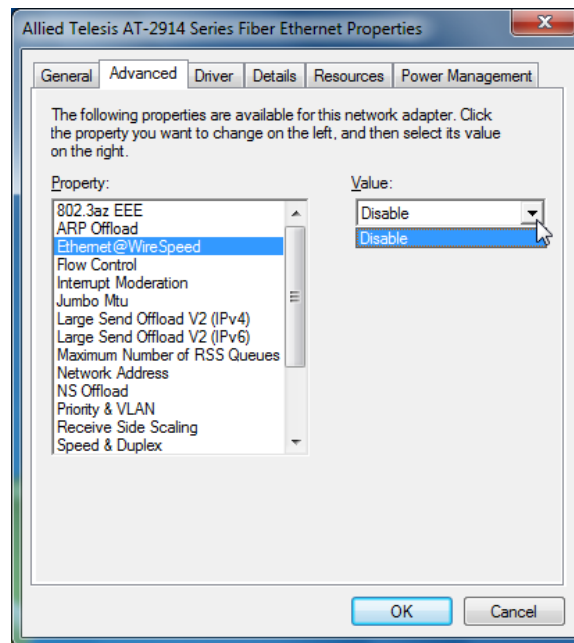 Allied Telesis AT-2914 Series Fiber Ethernet Properties
General Advanced Driver Details Resources Power Management
The following properties are available for this network adapter. Click
the property you want to change on the left, and then select its value
on the right.
Property:
Value:
802.3az EEE
ARP Offload
Ethernet@WireSpeed
Flow Control
Interrupt Moderation
Jumbo Mtu
Large Send Offload V2 (IPv4)
Large Send Offload V2 (IPv6)
Maximum Number of RSS Queues
Network Address
NS Offload
Priority & VLAN
Receive Side Scaling
Speed & Duplex
Disable
Disable
OK Cancel